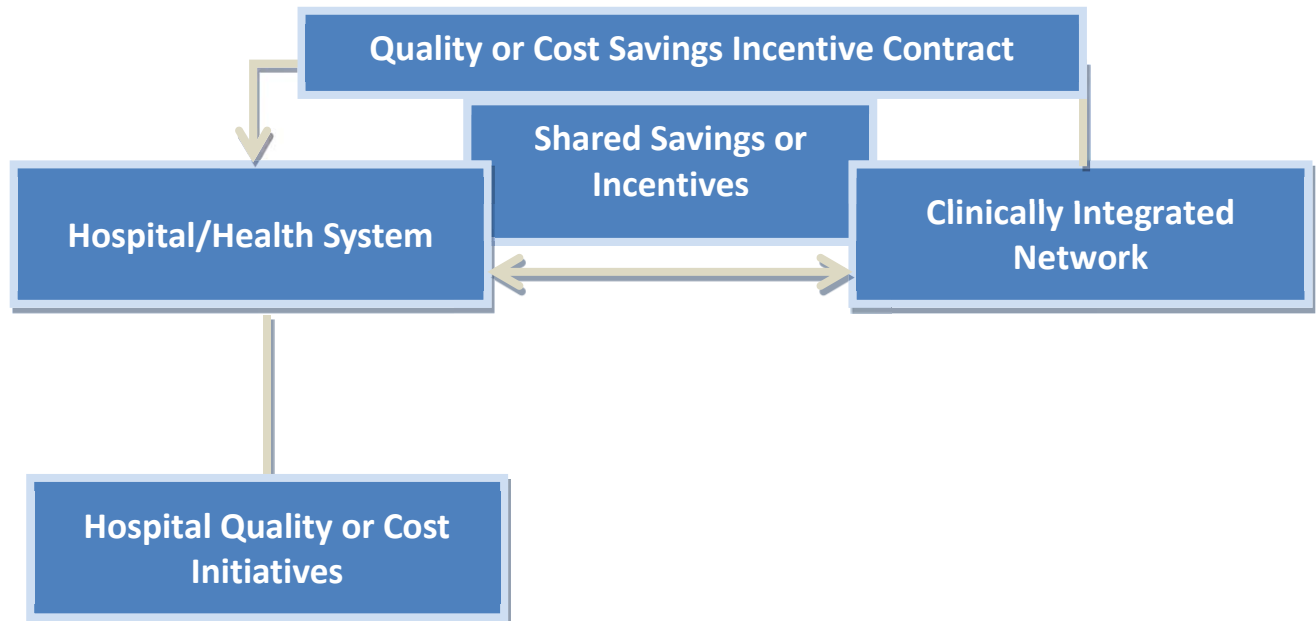 Quality or Cost Savings Incentive Contract
Shared Savings or
Incentives
Hospital/Health System
Clinically Integrated
Network
Hospital Quality or Cost
Initiatives